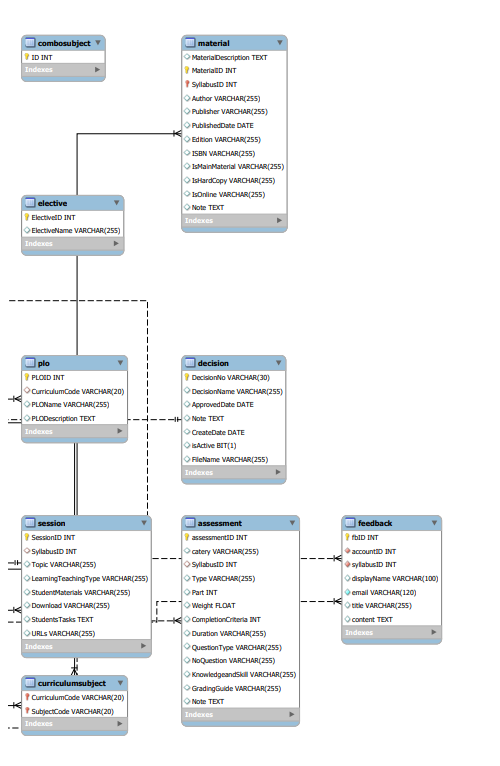 combosubject
ID INT
Indexes
material
MaterialDescription TEXT
MaterialID INT
SyllabusID INT
Author VARCHAR(255)
Publisher VARCHAR(255)
PublishedDate DATE
Edition VARCHAR(255)
ISBN VARCHAR(255)
IsMainMaterial VARCHAR(255)
IsHardCopy VARCHAR(255)
IsOnline VARCHAR(255)
Note TEXT
Indexes
elective
ElectiveID INT
ElectiveName VARCHAR(255)
Indexes
plo
PLOID INT
CurriculumCode VARCHAR(20)
PLOName VARCHAR(255)
PLODescription TEXT
Indexes
decision
DecisionNo VARCHAR(30)
DecisionName VARCHAR(255)
ApprovedDate DATE
Note TEXT
CreateDate DATE
isActive BIT(1)
FileName VARCHAR(255)
Indexes
session
SessionID INT
SyllabusID INT
Topic VARCHAR(255)
LearningTeachingType VARCHAR(255)
StudentMaterials VARCHAR(255)
Download VARCHAR(255)
StudentsTasks TEXT
URLs VARCHAR(255)
Indexes
assessment
assessmentID INT
catery VARCHAR(255)
SyllabusID INT
Type VARCHAR(255)
Part INT
Weight FLOAT
CompletionCriteria INT
Duration VARCHAR(255)
QuestionType VARCHAR(255)
NoQuestion VARCHAR(255)
KnowledgeandSkill VARCHAR(255)
GradingGuide VARCHAR(255)
Note TEXT
Indexes
feedback
fbID INT
accountID INT
syllabusID INT
displayName VARCHAR(100)
email VARCHAR(120)
title VARCHAR(255)
content TEXT
Indexes
curriculumsubject
CurriculumCode VARCHAR(20)
SubjectCode VARCHAR(20)
Indexes